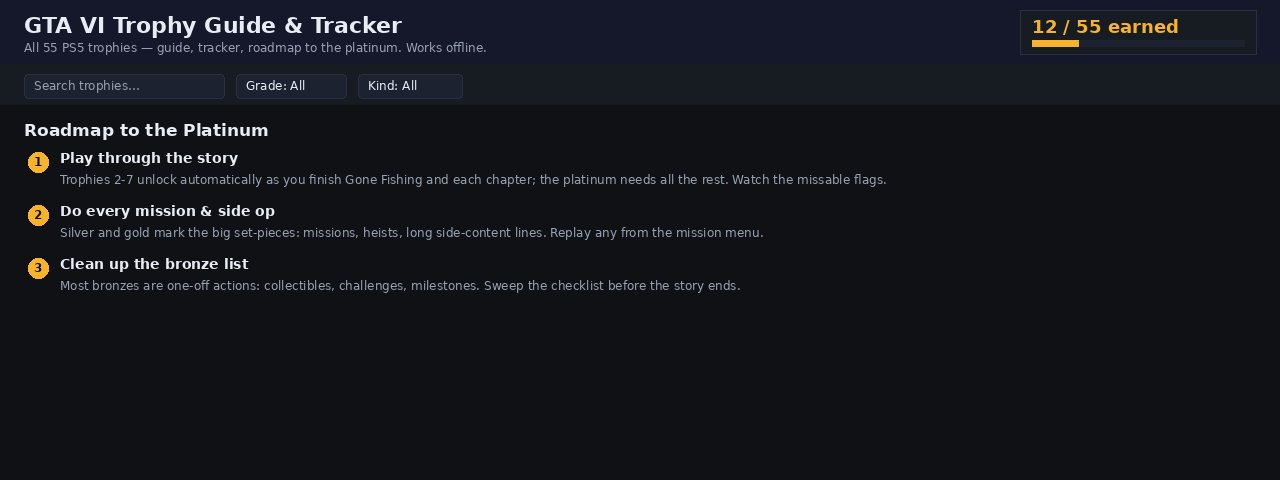 GTA VI Trophy Guide & Tracker
12 / 55 earned
All 55 PS5 trophies — guide, tracker, roadmap to the platinum. Works offline.
Search trophies...
Grade: All
Kind: All
Roadmap to the Platinum
1
Play through the story
Trophies 2-7 unlock automatically as you finish Gone Fishing and each chapter; the platinum needs all the rest. Watch the missable flags.
2
Do every mission & side op
Silver and gold mark the big set-pieces: missions, heists, long side-content lines. Replay any from the mission menu.
3
Clean up the bronze list
Most bronzes are one-off actions: collectibles, challenges, milestones. Sweep the checklist before the story ends.